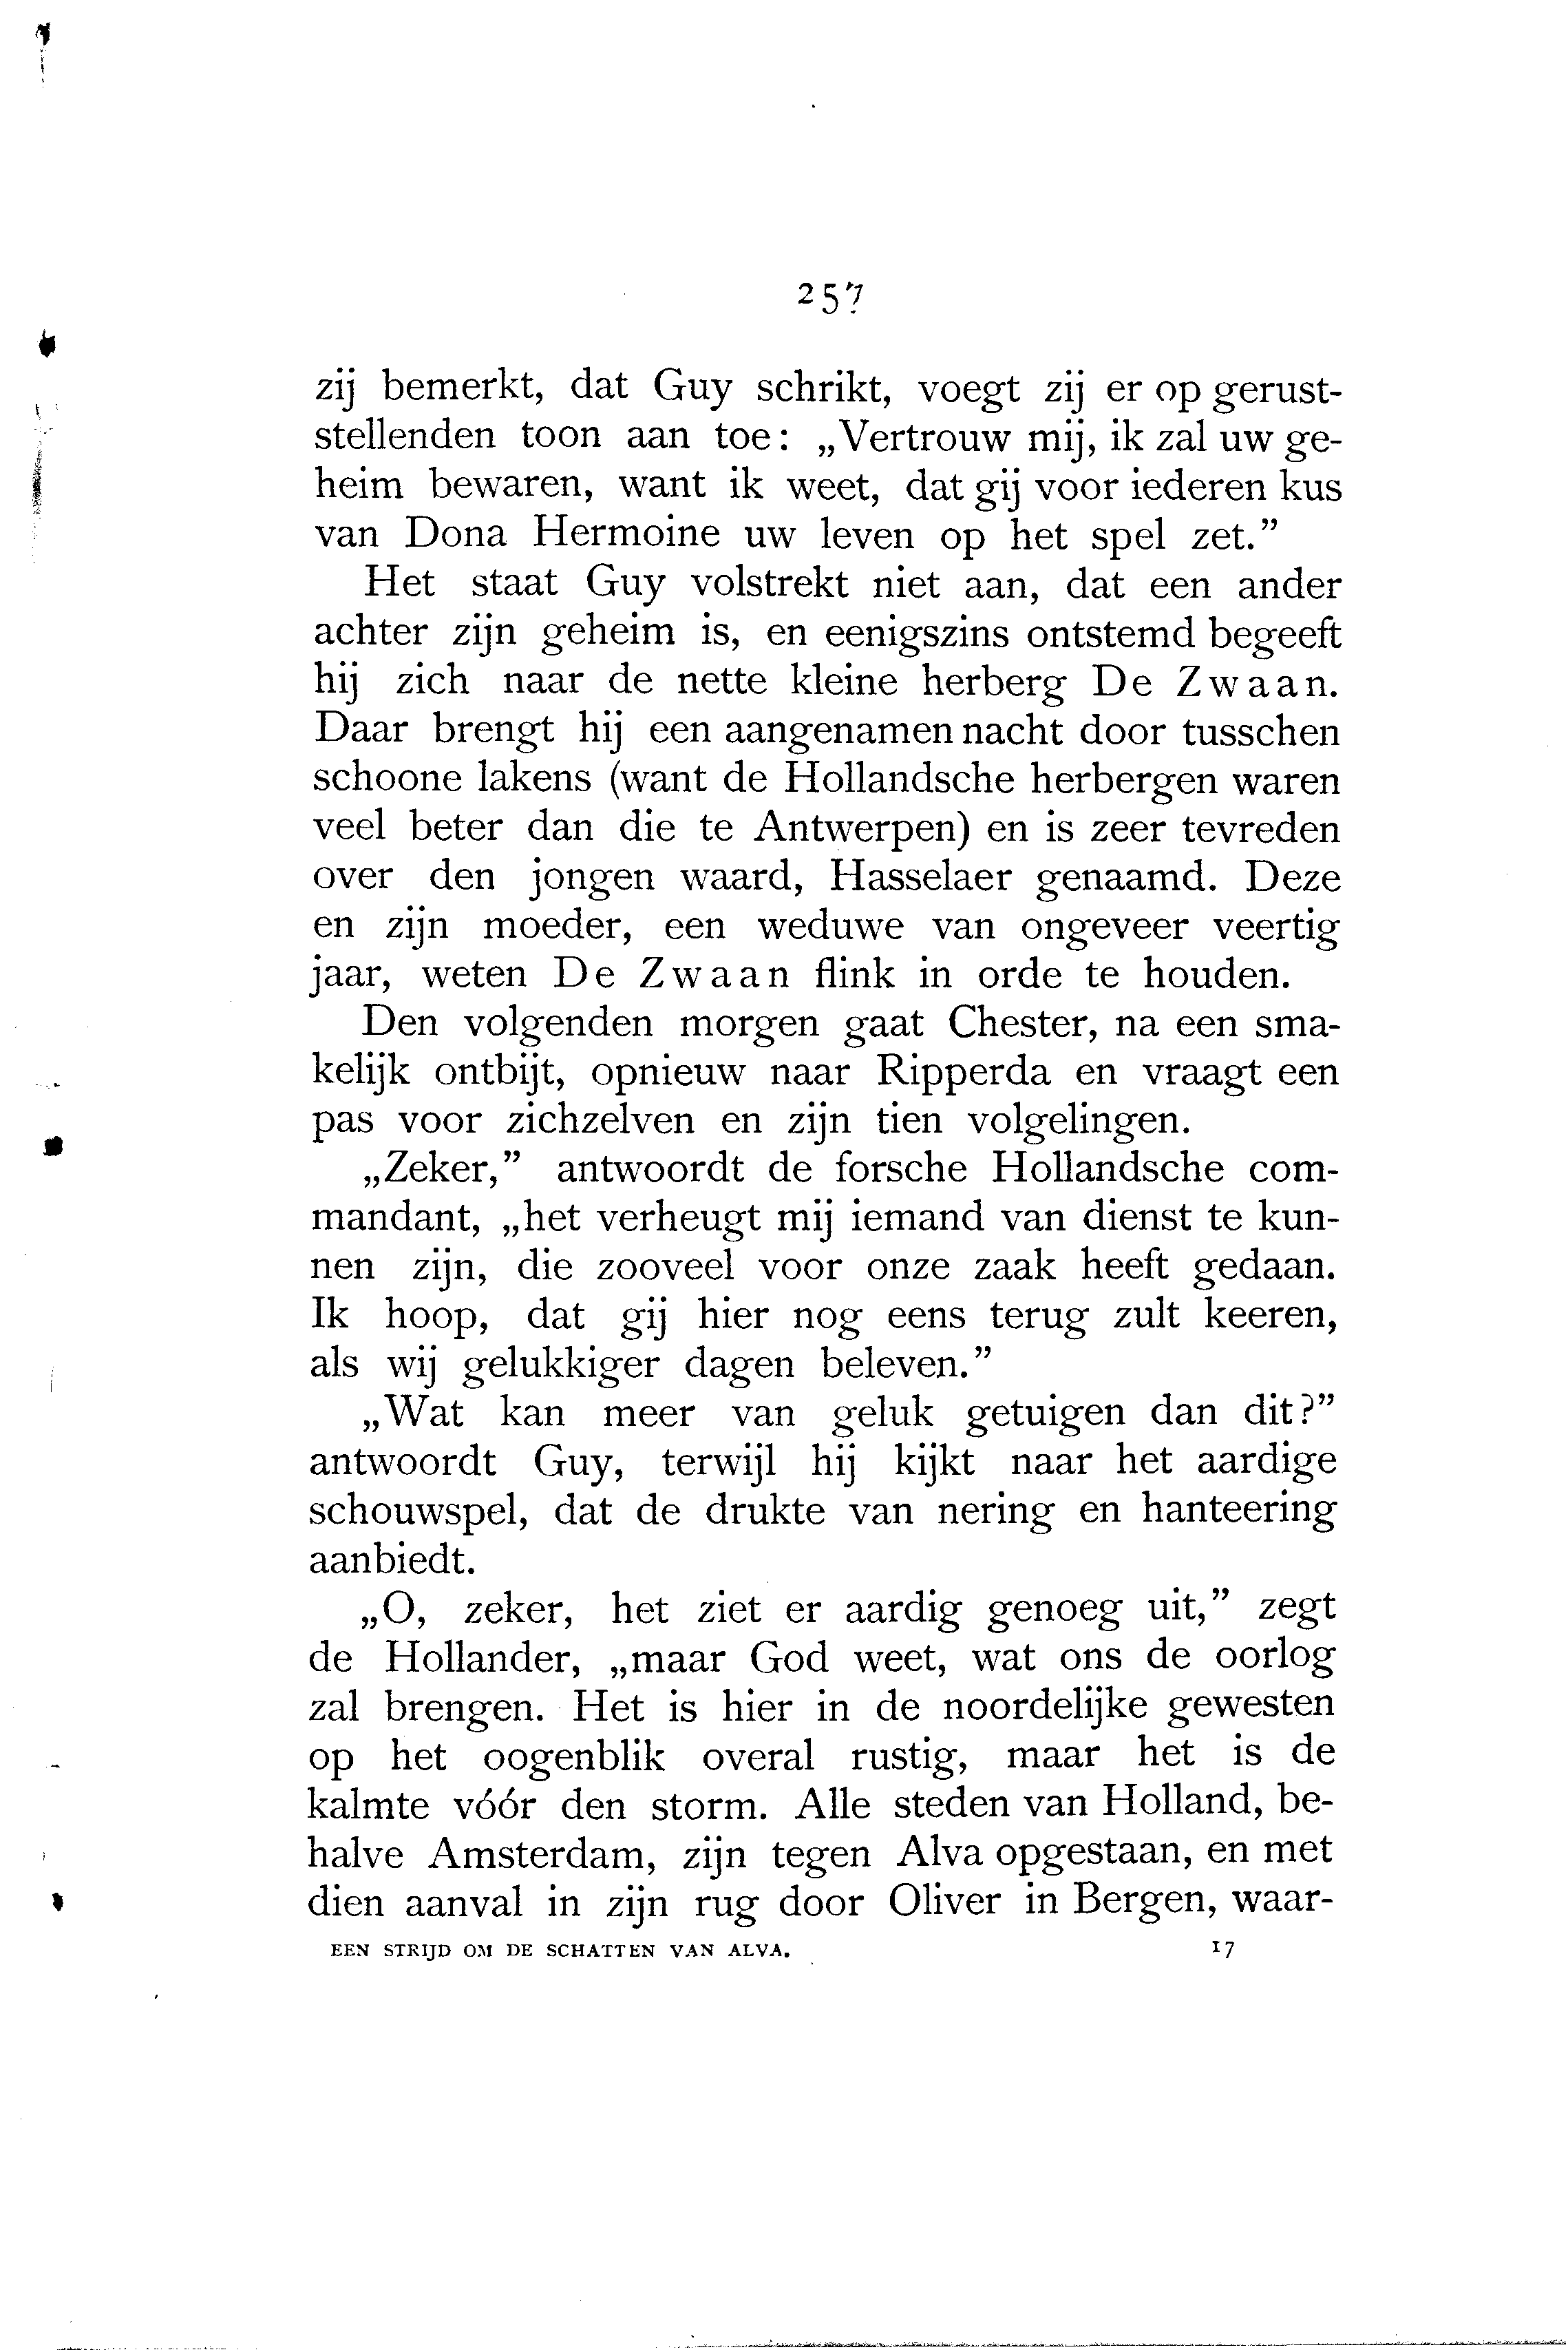 257
zij bemerkt, dat Guy schrikt, voegt zij er op gerust-
stellenden toon aan toe: „Vertrouw mij, ik zal uw ge-
heim bewaren, want ik weet, dat gij voor iederen kus
van Dona Hermoine uw leven op het spel zet.”
Het staat Guy volstrekt niet aan, dat een ander
achter zijn geheim is, en eenigszins ontstemd begeeft
hij zich naar de nette kleine herberg De Zwaan.
Daar brengt hij een aangenamen nacht door tusschen
schoone lakens (want de Hollandsche herbergen waren
veel beter dan die te Antwerpen) en is zeer tevreden
over den jongen waard, Hasselaer genaamd. Deze
en zijn moeder, een weduwe van ongeveer veertig
jaar, weten De Zwaan flink in orde te houden.
Den volgenden morgen gaat Chester, na een sma-
kelijk ontbijt, opnieuw naar Ripperda en vraagt een
pas voor zichzelven en zijn tien volgelingen.
„Zeker,” antwoordt de forsche Hollandsche com-
mandant, „het verheugt mij iemand van dienst te kun-
nen zijn, die zooveel voor onze zaak heeft gedaan.
Ik hoop, dat gij hier nog eens terug zult keeren,
als wij gelukkiger dagen beleven.”
„Wat kan meer van geluk getuigen dan dit?”
antwoordt Guy, terwijl hij kijkt naar het aardige
schouwspel, dat de drukte van nering en hanteering
aanbiedt.
„O, zeker, het ziet er aardig genoeg uit,” zegt
de Hollander, „maar God weet, wat ons de oorlog
zal brengen. Het is hier in de noordelijke gewesten
op het oogenblik overal rustig, maar het is de
kalmte vóór den storm. Alle steden van Holland, be-
halve Amsterdam, zijn tegen Alva opgestaan, en met
dien aanval in zijn rug door Oliver in Bergen, waar-
EEN STRIJD OM DE SCHATTEN VAN ALVA. 17